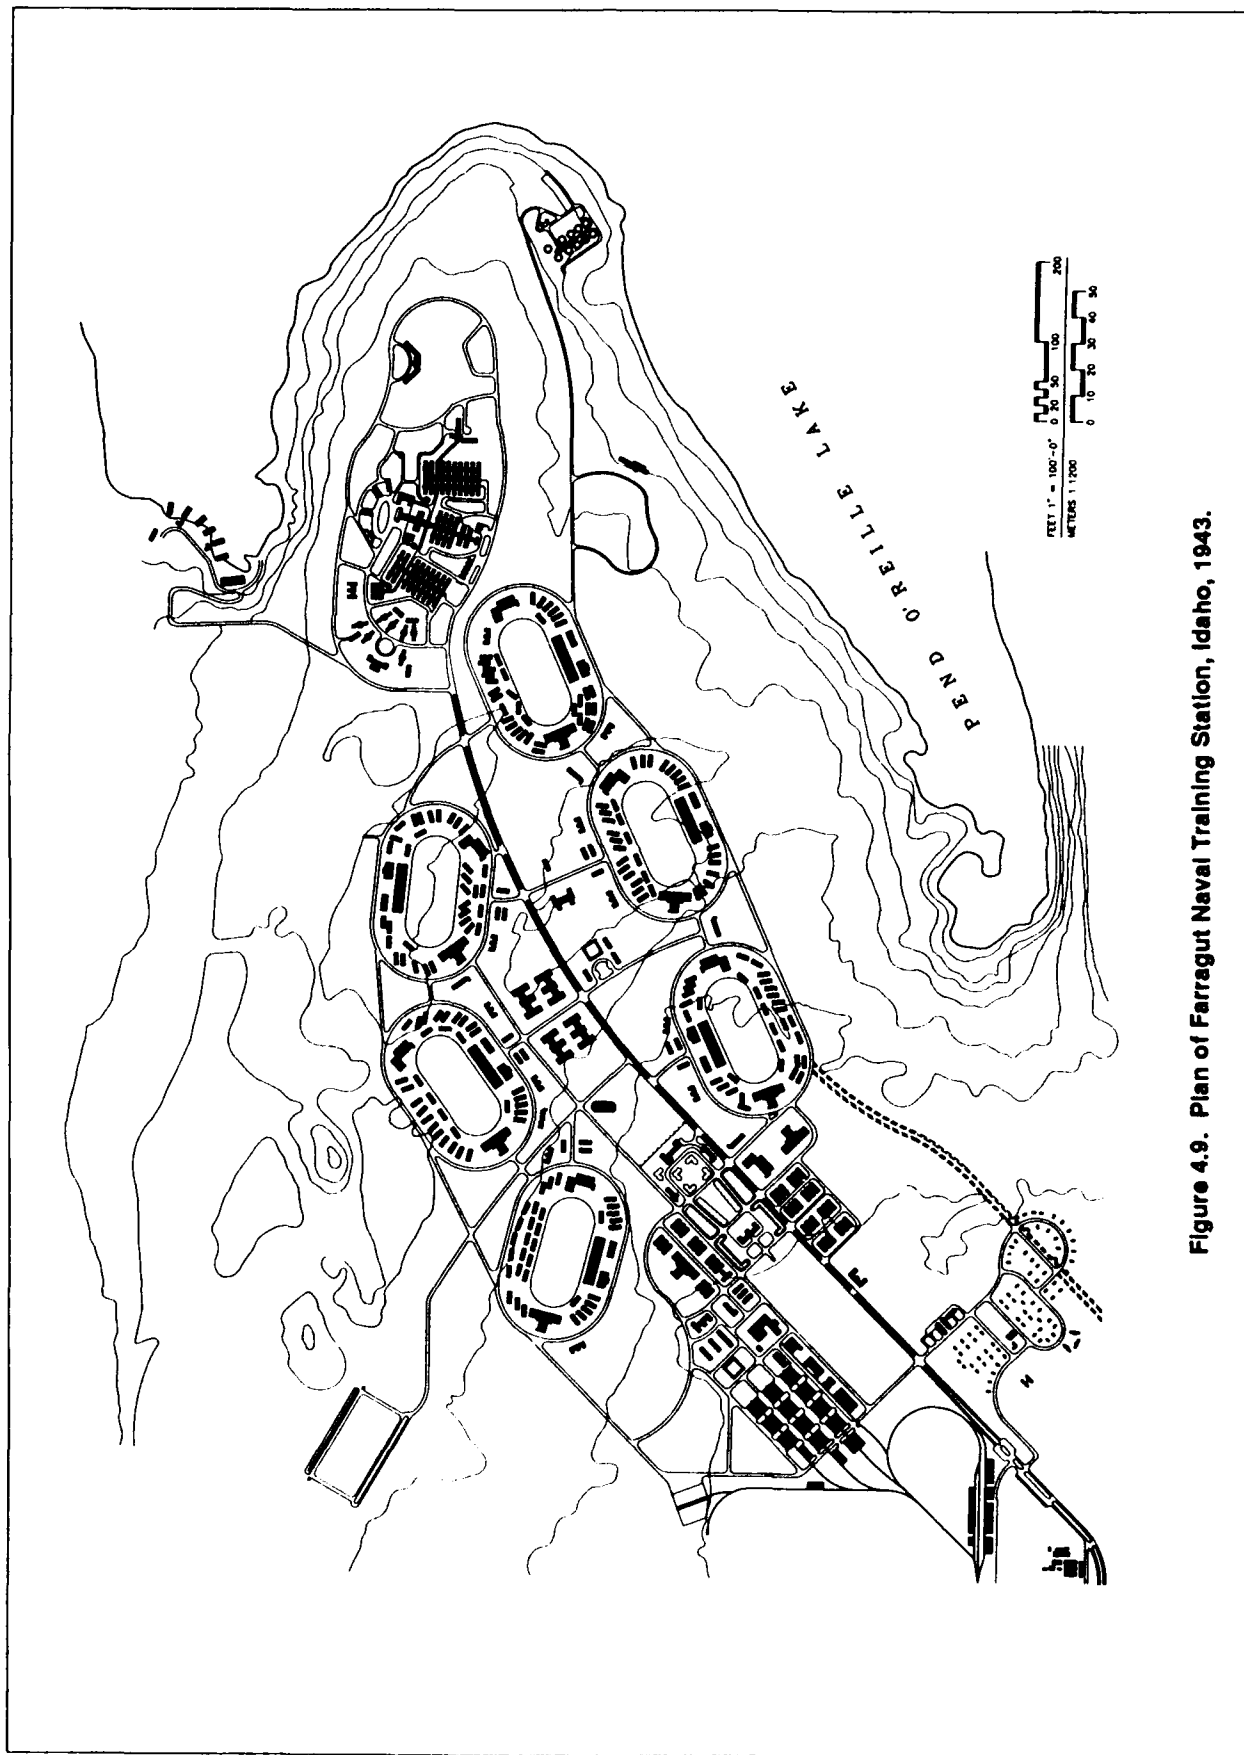 PEND O'REILLE LAKE
FEET 1" = 100'-0"
0 20 50 100 200
METERS 1:1200
0 10 20 30 40 50
Figure 4.9. Plan of Farragut Naval Training Station, Idaho, 1943.